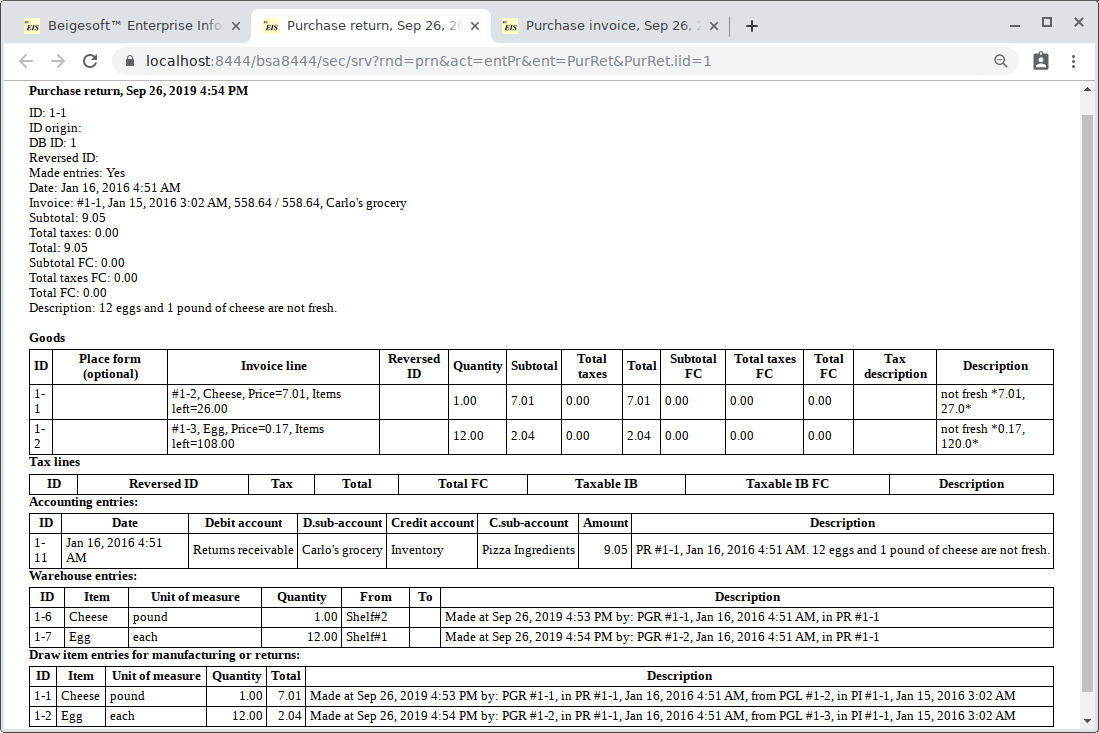 EIS Beigesoft™ Enterprise Info
EIS Purchase return, Sep 26, 20
EIS Purchase invoice, Sep 26, 2
localhost:8444/bsa8444/sec/srv?rnd=prn&act=entPr&ent=PurRet&PurRet.iid=1
Purchase return, Sep 26, 2019 4:54 PM
ID: 1-1
ID origin:
DB ID: 1
Reversed ID:
Made entries: Yes
Date: Jan 16, 2016 4:51 AM
Invoice: #1-1, Jan 15, 2016 3:02 AM, 558.64 / 558.64, Carlo's grocery
Subtotal: 9.05
Total taxes: 0.00
Total: 9.05
Subtotal FC: 0.00
Total taxes FC: 0.00
Total FC: 0.00
Description: 12 eggs and 1 pound of cheese are not fresh.
Goods
ID Place form (optional) Invoice line Reversed ID Quantity Subtotal Total taxes Total Subtotal FC Total taxes FC Total FC Tax description Description
1-1 #1-2, Cheese, Price=7.01, Items left=26.00 1.00 7.01 0.00 7.01 0.00 0.00 0.00 not fresh *7.01, 27.0*
1-2 #1-3, Egg, Price=0.17, Items left=108.00 12.00 2.04 0.00 2.04 0.00 0.00 0.00 not fresh *0.17, 120.0*
Tax lines
ID Reversed ID Tax Total Total FC Taxable IB Taxable IB FC Description
Accounting entries:
ID Date Debit account D.sub-account Credit account C.sub-account Amount Description
1-11 Jan 16, 2016 4:51 AM Returns receivable Carlo's grocery Inventory Pizza Ingredients 9.05 PR #1-1, Jan 16, 2016 4:51 AM. 12 eggs and 1 pound of cheese are not fresh.
Warehouse entries:
ID Item Unit of measure Quantity From To Description
1-6 Cheese pound 1.00 Shelf#2 Made at Sep 26, 2019 4:53 PM by: PGR #1-1, Jan 16, 2016 4:51 AM, in PR #1-1
1-7 Egg each 12.00 Shelf#1 Made at Sep 26, 2019 4:54 PM by: PGR #1-2, Jan 16, 2016 4:51 AM, in PR #1-1
Draw item entries for manufacturing or returns:
ID Item Unit of measure Quantity Total Description
1-1 Cheese pound 1.00 7.01 Made at Sep 26, 2019 4:53 PM by: PGR #1-1, in PR #1-1, Jan 16, 2016 4:51 AM, from PGL #1-2, in PI #1-1, Jan 15, 2016 3:02 AM
1-2 Egg each 12.00 2.04 Made at Sep 26, 2019 4:54 PM by: PGR #1-2, in PR #1-1, Jan 16, 2016 4:51 AM, from PGL #1-3, in PI #1-1, Jan 15, 2016 3:02 AM